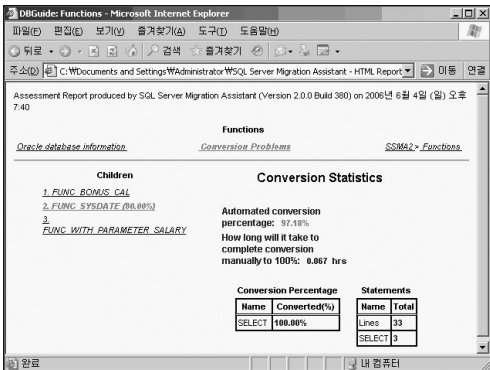 DBGuide: Functions - Microsoft Internet Explorer
파일(F) 편집(E) 보기(V) 즐겨찾기(A) 도구(T) 도움말(H)
뒤로 검색 즐겨찾기
주소(D) C:\Documents and Settings\Administrator\SQL Server Migration Assistant - HTML Report 이동 연결
Assessment Report produced by SQL Server Migration Assistant (Version 2.0.0 Build 380) on 2006년 6월 4일 (일) 오후
7:40
Functions
Oracle database information Conversion Problems SSMA2 > Functions
Children
1. FUNC_BONUS_CAL
2. FUNC_SYSDATE (90.00%)
3.
FUNC_WITH_PARAMETER_SALARY
Conversion Statistics
Automated conversion
percentage: 97.18%
How long will it take to
complete conversion
manually to 100%: 0.067 hrs
Conversion Percentage
Name Converted(%)
SELECT 100.00%
Statements
Name Total
Lines 33
SELECT 3
완료 내 컴퓨터